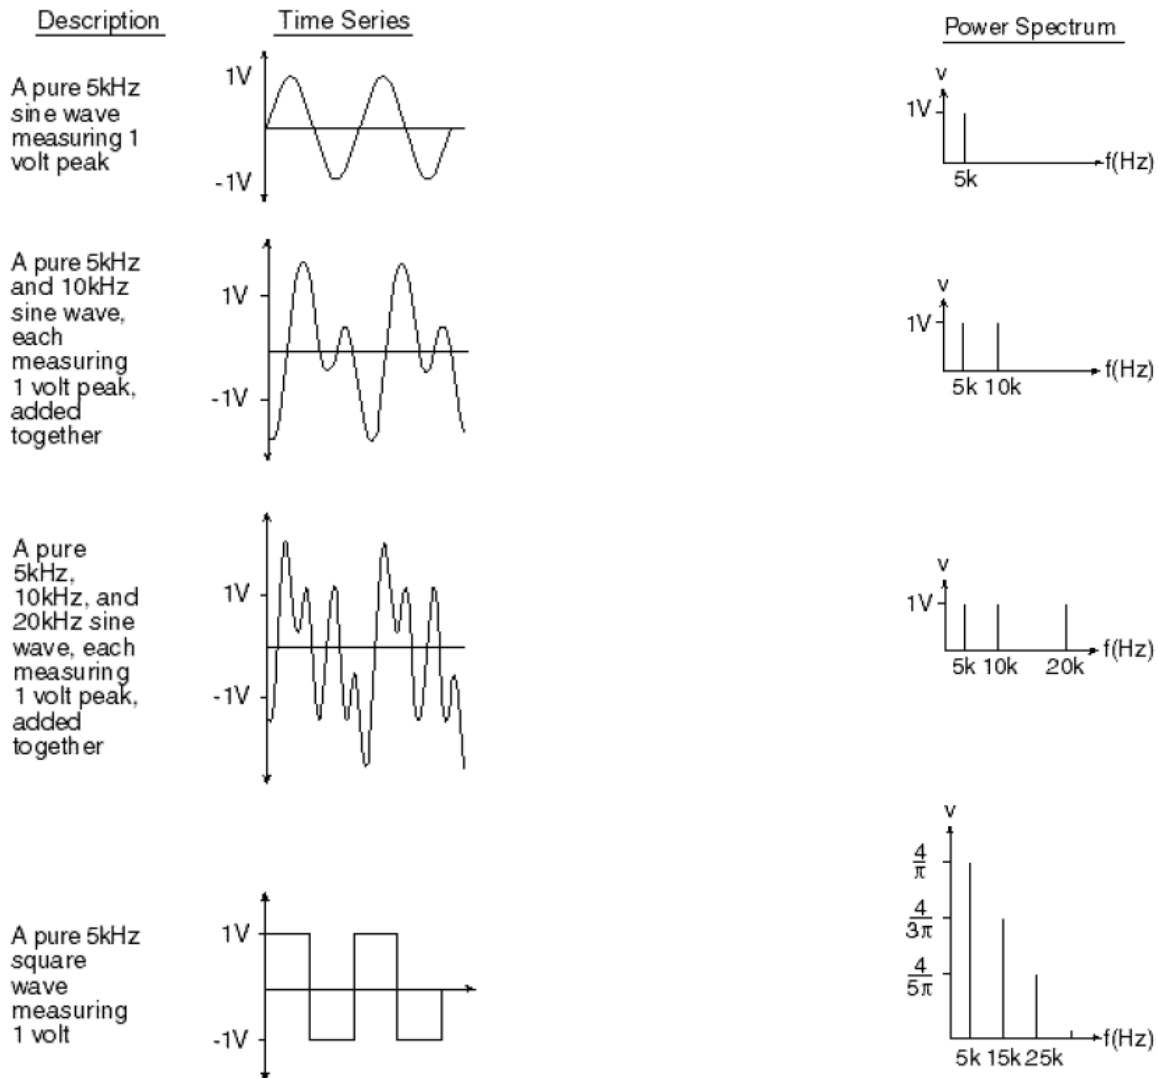 Description
Time Series
Power Spectrum
A pure 5kHz
sine wave
measuring 1
volt peak
1V
-1V
v
1V
f(Hz)
5k
A pure 5kHz
and 10kHz
sine wave,
each
measuring
1 volt peak,
added
together
1V
-1V
v
1V
f(Hz)
5k 10k
A pure
5kHz,
10kHz, and
20kHz sine
wave, each
measuring
1 volt peak,
added
together
1V
-1V
v
1V
f(Hz)
5k 10k 20k
A pure 5kHz
square
wave
measuring
1 volt
1V
-1V
v
4/π
4/3π
4/5π
f(Hz)
5k 15k 25k